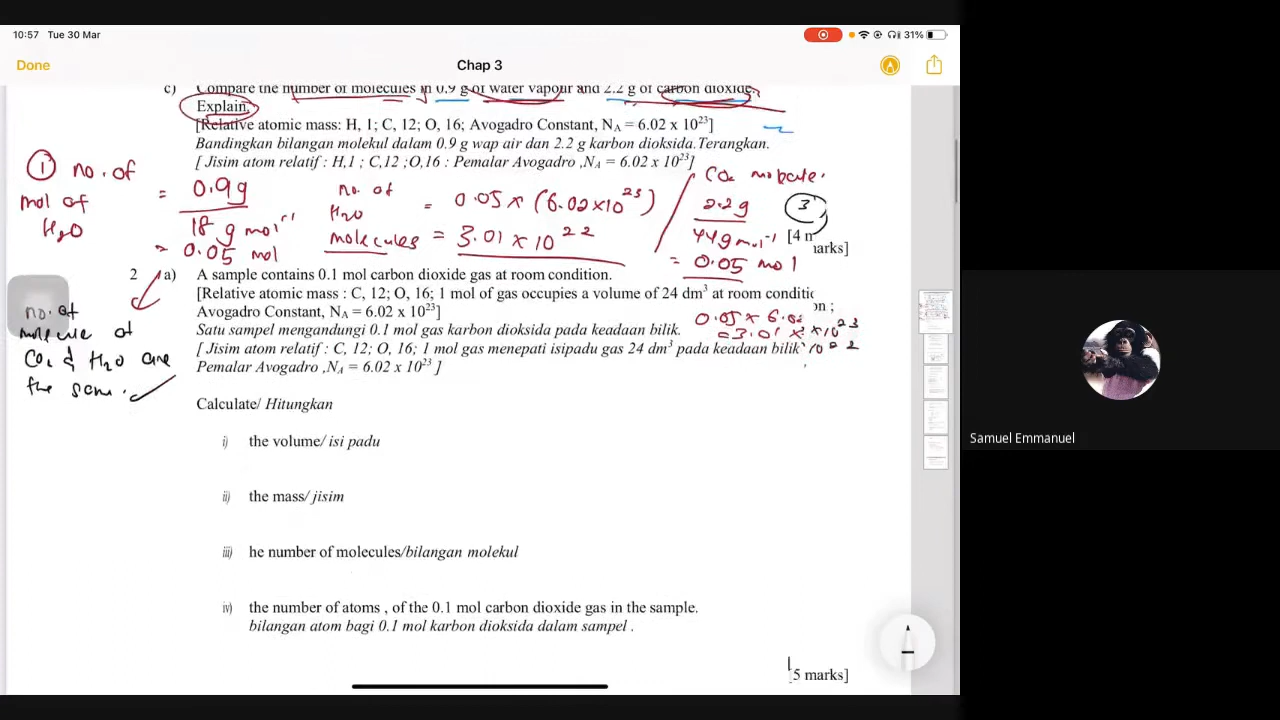 10:57 Tue 30 Mar
31%
Done
Chap 3
c) Compare the number of molecules in 0.9 g of water vapour and 2.2 g of carbon dioxide.
Explain.
[Relative atomic mass: H, 1; C, 12; O, 16; Avogadro Constant, NA = 6.02 x 10²³]
Bandingkan bilangan molekul dalam 0.9 g wap air dan 2.2 g karbon dioksida.Terangkan.
[ Jisim atom relatif : H,1 ; C,12 ;O,16 : Pemalar Avogadro ,NA = 6.02 x 10²³]
① no. of
mol of
H₂O
= 0.9g
18 g mol⁻¹
= 0.05 mol
no. of
H₂O
molecules
= 0.05 x (6.02x10²³)
= 3.01 x 10²²
CO₂ molecule.
2.2g
44g mol⁻¹
= 0.05 mol
3
[4 m
arks]
0.05 x 6.02
x10²³
= 3.01 x
10²²
no. of
molecule of
CO₂ & H₂O are
the same.
2 a) A sample contains 0.1 mol carbon dioxide gas at room condition.
[Relative atomic mass : C, 12; O, 16; 1 mol of gas occupies a volume of 24 dm³ at room conditic
on ;
Avogadro Constant, NA = 6.02 x 10²³]
Satu sampel mengandungi 0.1 mol gas karbon dioksida pada keadaan bilik.
[ Jisim atom relatif : C, 12; O, 16; 1 mol gas menepati isipadu gas 24 dm³ pada keadaan bilik
Pemalar Avogadro ,NA = 6.02 x 10²³ ]
Calculate/ Hitungkan
i) the volume/ isi padu
ii) the mass/ jisim
iii) he number of molecules/bilangan molekul
iv) the number of atoms , of the 0.1 mol carbon dioxide gas in the sample.
bilangan atom bagi 0.1 mol karbon dioksida dalam sampel .
[5 marks]
Samuel Emmanuel